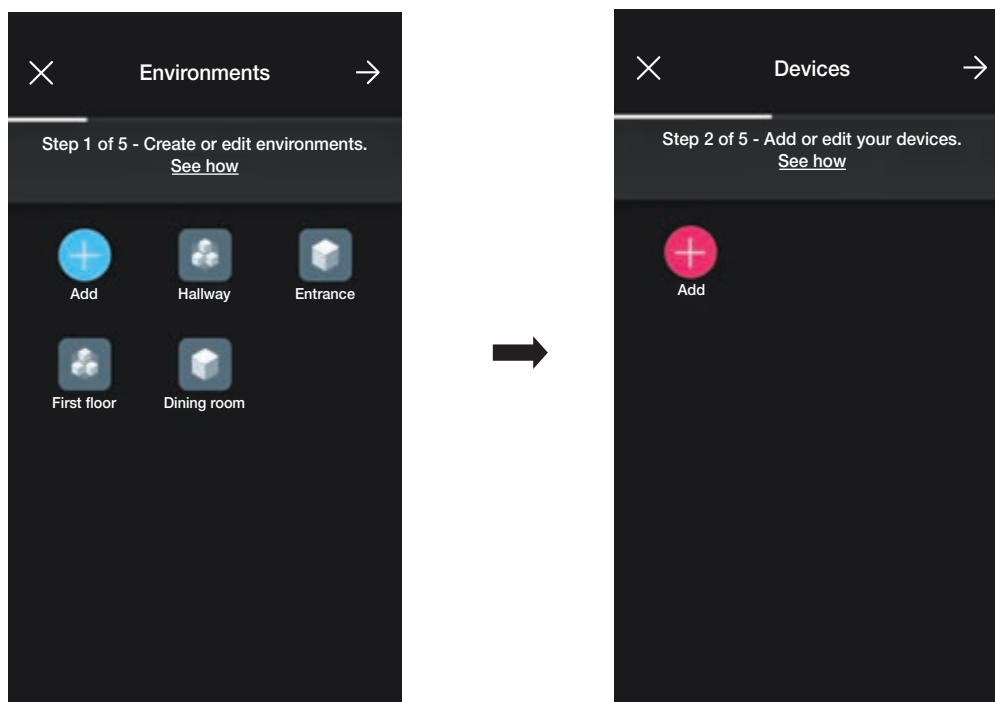 Environments
Step 1 of 5 - Create or edit environments.
See how
Add
Hallway
Entrance
First floor
Dining room
Devices
Step 2 of 5 - Add or edit your devices.
See how
Add